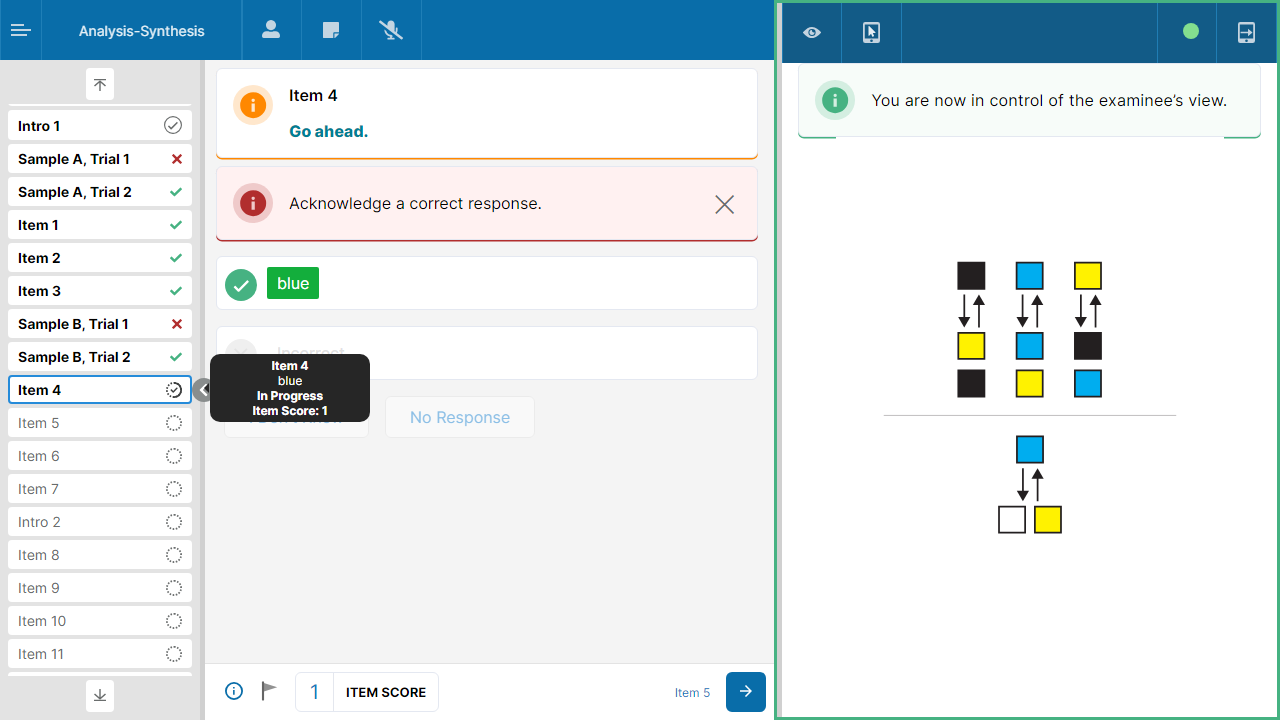 Analysis-Synthesis
Intro 1
Sample A, Trial 1
Sample A, Trial 2
Item 1
Item 2
Item 3
Sample B, Trial 1
Sample B, Trial 2
Item 4
Item 5
Item 6
Item 7
Intro 2
Item 8
Item 9
Item 10
Item 11
Item 4
Go ahead.
Acknowledge a correct response.
blue
Incorrect
Item 4
blue
In Progress
Item Score: 1
No Response
1 ITEM SCORE
Item 5
You are now in control of the examinee’s view.